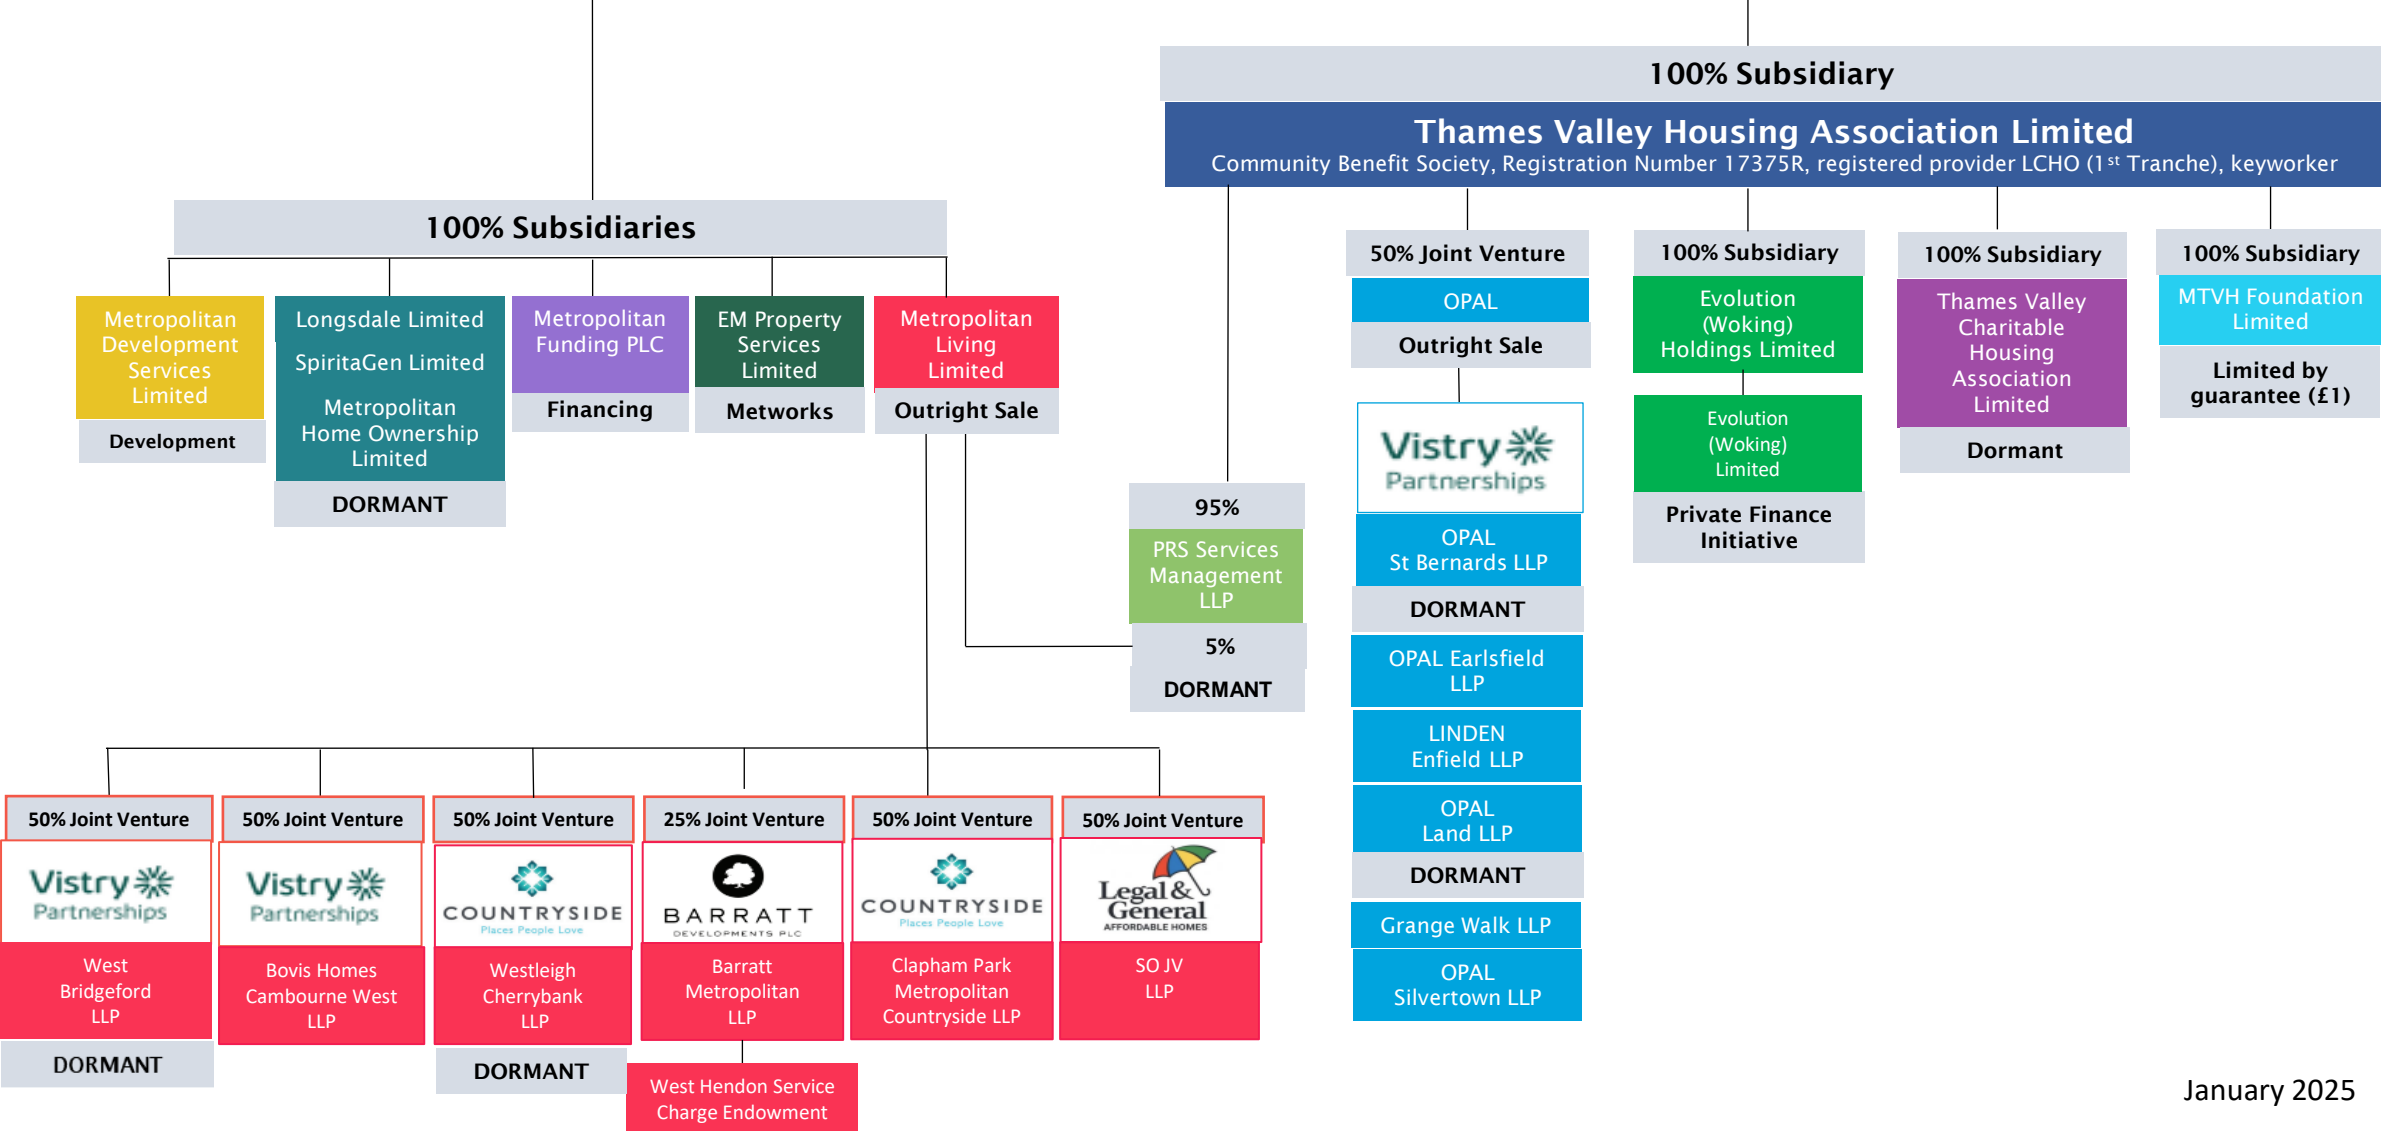 100% Subsidiary
Thames Valley Housing Association Limited
Community Benefit Society, Registration Number 17375R, registered provider LCHO (1st Tranche), keyworker
100% Subsidiaries
Metropolitan
Development
Services
Limited
Development
Longsdale Limited
SpiritaGen Limited
Metropolitan
Home Ownership
Limited
DORMANT
Metropolitan
Funding PLC
Financing
EM Property
Services
Limited
Metworks
Metropolitan
Living
Limited
Outright Sale
95%
PRS Services
Management
LLP
5%
DORMANT
50% Joint Venture
OPAL
Outright Sale
Vistry
Partnerships
OPAL
St Bernards LLP
DORMANT
OPAL Earlsfield
LLP
LINDEN
Enfield LLP
OPAL
Land LLP
DORMANT
Grange Walk LLP
OPAL
Silvertown LLP
100% Subsidiary
Evolution
(Woking)
Holdings Limited
Evolution
(Woking)
Limited
Private Finance
Initiative
100% Subsidiary
Thames Valley
Charitable
Housing
Association
Limited
Dormant
100% Subsidiary
MTVH Foundation
Limited
Limited by
guarantee (£1)
50% Joint Venture
Vistry
Partnerships
West
Bridgeford
LLP
DORMANT
50% Joint Venture
Vistry
Partnerships
Bovis Homes
Cambourne West
LLP
50% Joint Venture
COUNTRYSIDE
Places People Love
Westleigh
Cherrybank
LLP
DORMANT
25% Joint Venture
BARRATT
DEVELOPMENTS PLC
Barratt
Metropolitan
LLP
West Hendon Service
Charge Endowment
50% Joint Venture
COUNTRYSIDE
Places People Love
Clapham Park
Metropolitan
Countryside LLP
50% Joint Venture
Legal &
General
AFFORDABLE HOMES
SO JV
LLP
January 2025